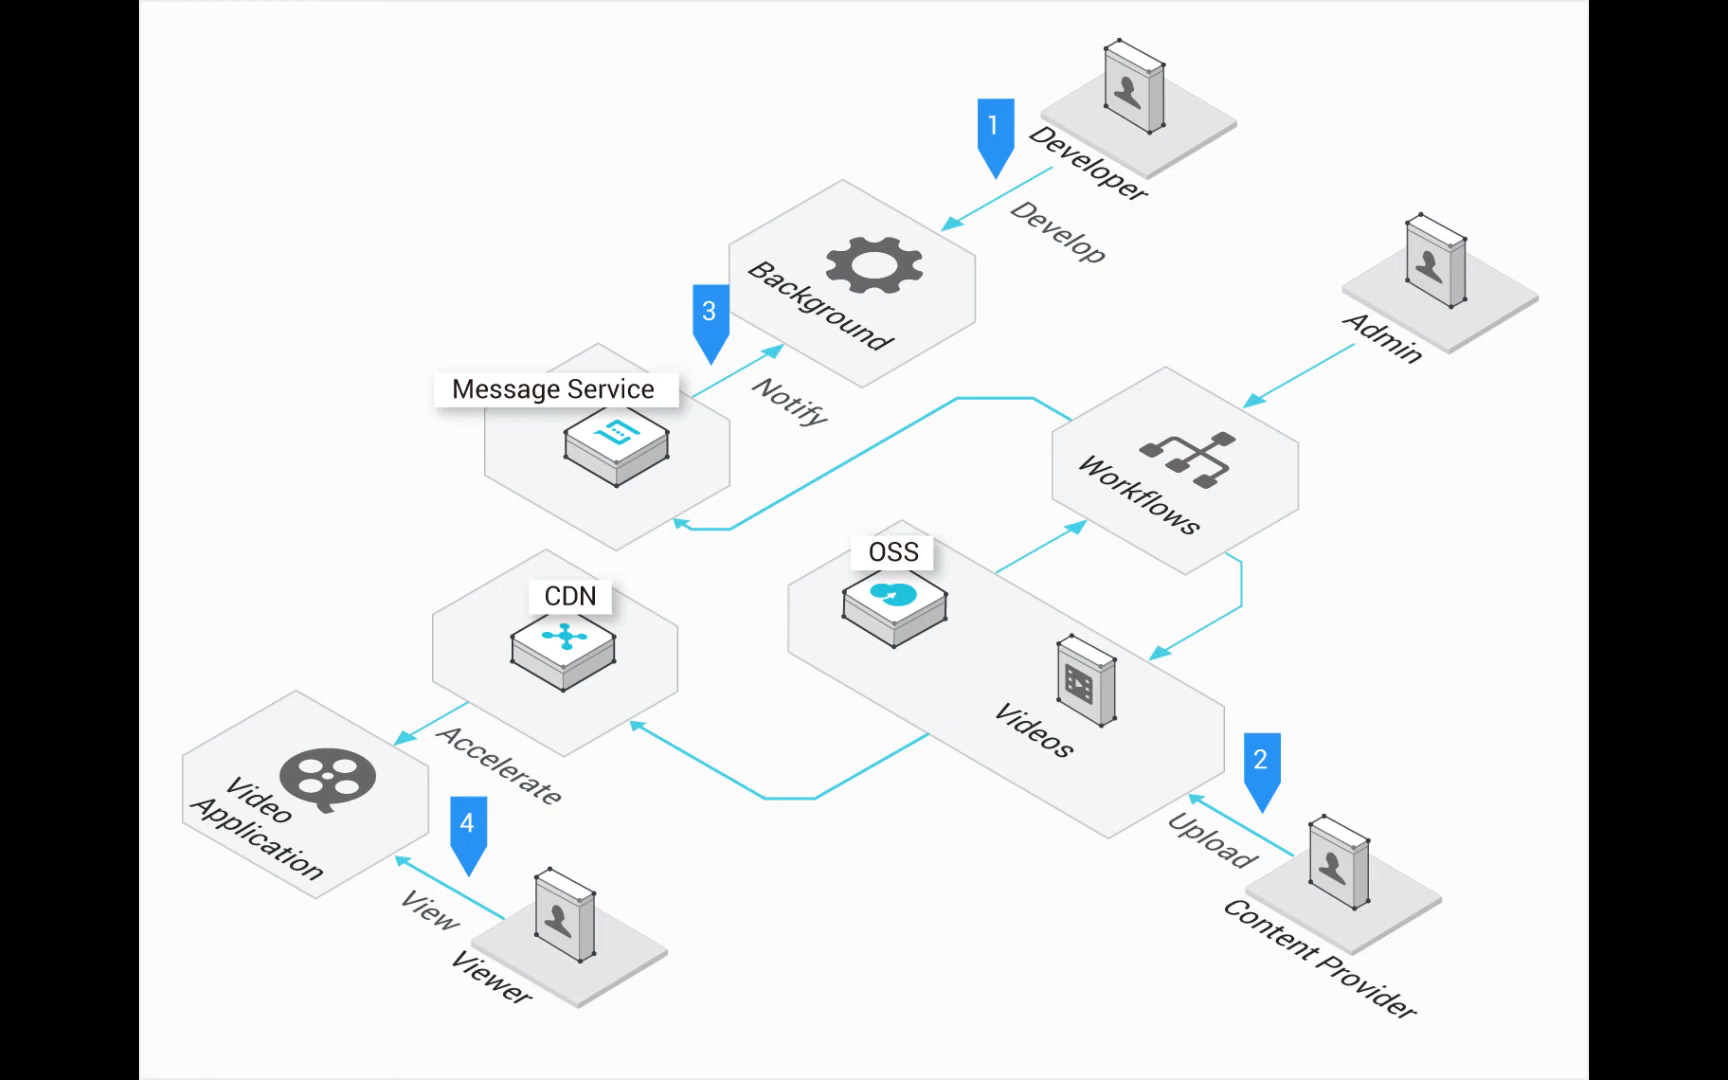 1
Developer
Develop
Background
Admin
3
Message Service
Notify
Workflows
OSS
CDN
Videos
Accelerate
2
Video
Application
Upload
4
View
Content Provider
Viewer